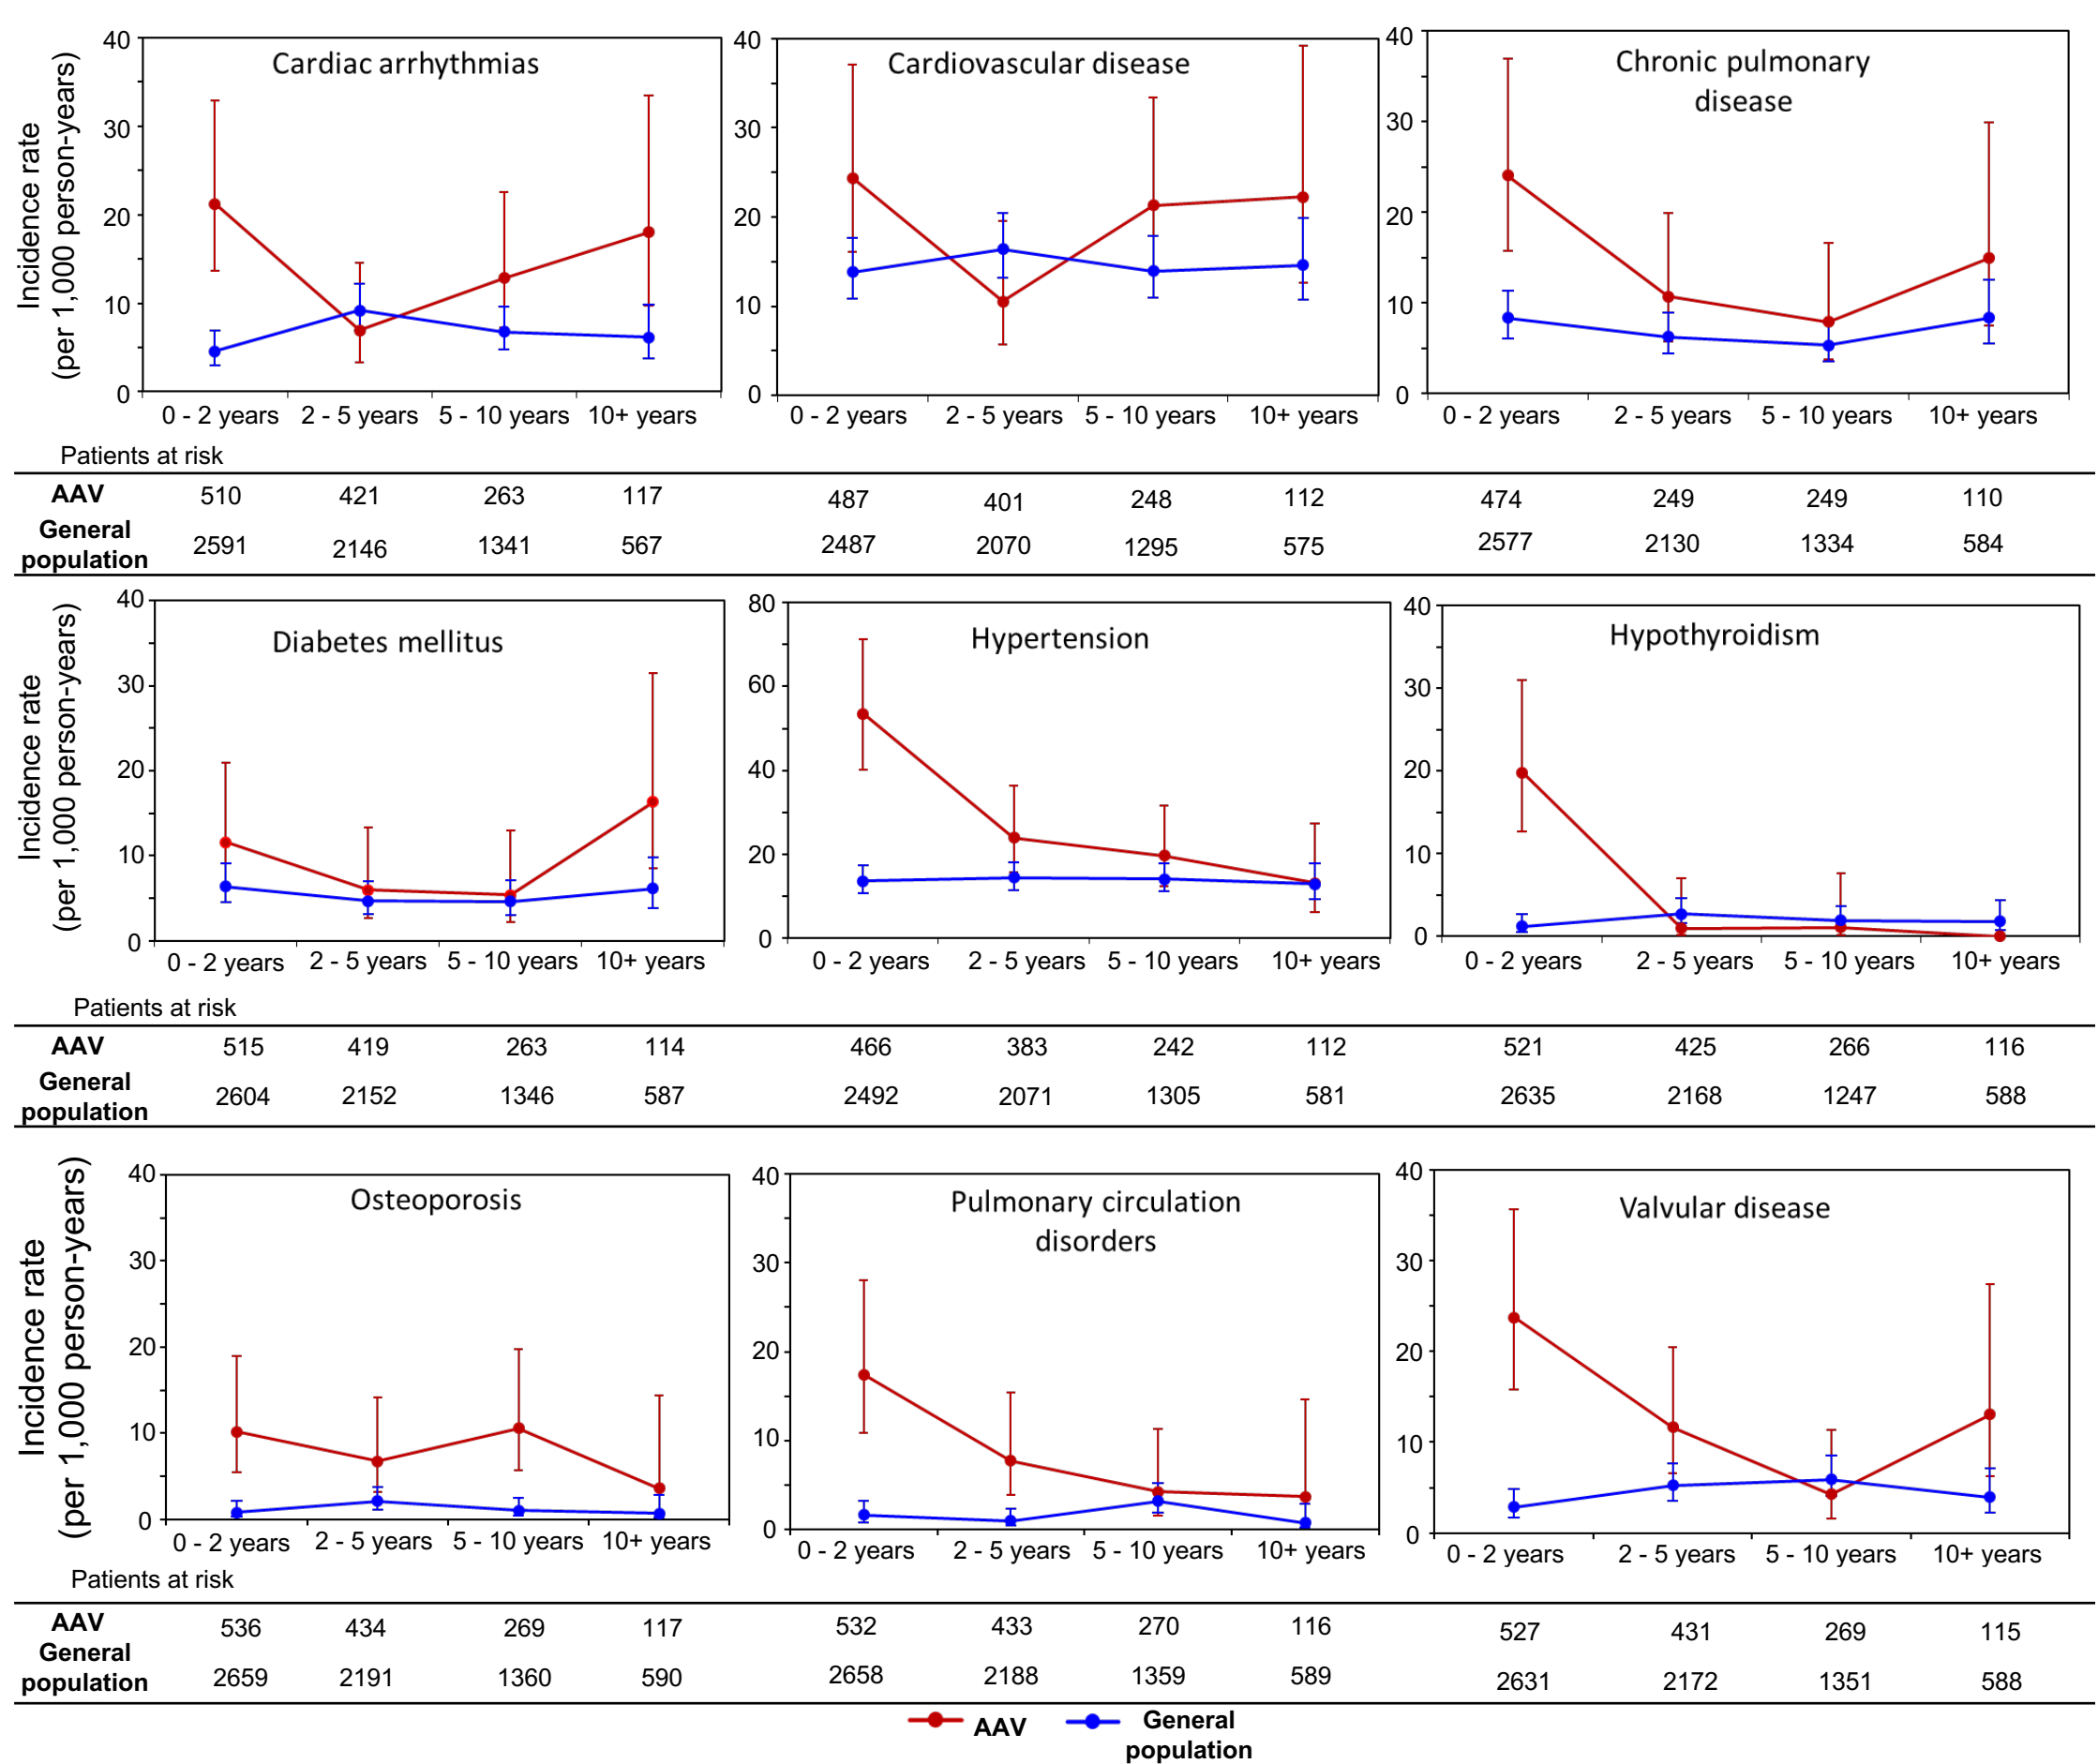 Cardiac arrhythmias
Cardiovascular disease
Chronic pulmonary
disease
Incidence rate
(per 1,000 person-years)
40
30
20
10
0
40
30
20
10
0
40
30
20
10
0
0 - 2 years 2 - 5 years 5 - 10 years 10+ years
0 - 2 years 2 - 5 years 5 - 10 years 10+ years
0 - 2 years 2 - 5 years 5 - 10 years 10+ years
Patients at risk
AAV 510 421 263 117 487 401 248 112 474 249 249 110
General
population 2591 2146 1341 567 2487 2070 1295 575 2577 2130 1334 584
Diabetes mellitus
Hypertension
Hypothyroidism
Incidence rate
(per 1,000 person-years)
40
30
20
10
0
80
60
40
20
0
40
30
20
10
0
0 - 2 years 2 - 5 years 5 - 10 years 10+ years
0 - 2 years 2 - 5 years 5 - 10 years 10+ years
0 - 2 years 2 - 5 years 5 - 10 years 10+ years
Patients at risk
AAV 515 419 263 114 466 383 242 112 521 425 266 116
General
population 2604 2152 1346 587 2492 2071 1305 581 2635 2168 1247 588
Osteoporosis
Pulmonary circulation
disorders
Valvular disease
Incidence rate
(per 1,000 person-years)
40
30
20
10
0
40
30
20
10
0
40
30
20
10
0
0 - 2 years 2 - 5 years 5 - 10 years 10+ years
0 - 2 years 2 - 5 years 5 - 10 years 10+ years
0 - 2 years 2 - 5 years 5 - 10 years 10+ years
Patients at risk
AAV 536 434 269 117 532 433 270 116 527 431 269 115
General
population 2659 2191 1360 590 2658 2188 1359 589 2631 2172 1351 588
AAV
General
population